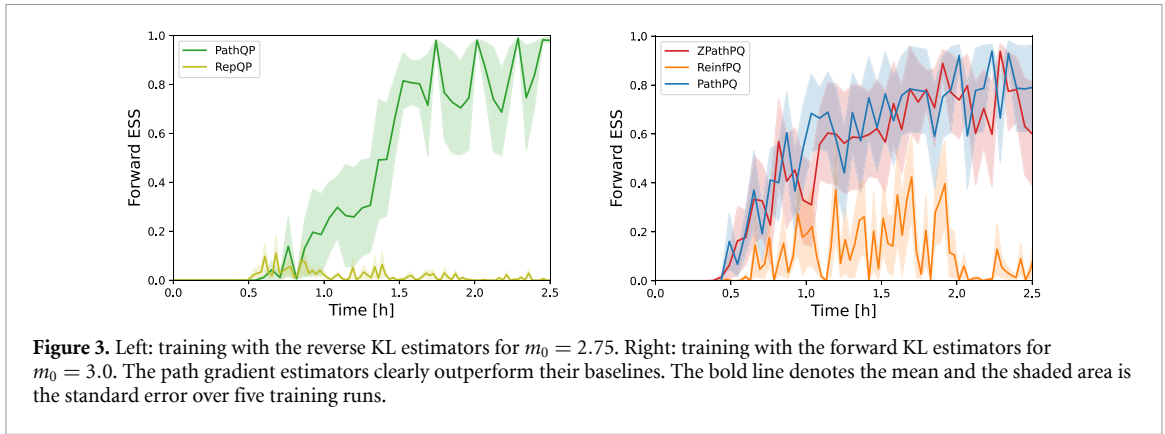 1.0
0.8
0.6
0.4
0.2
0.0
Forward ESS
PathQP
RepQP
0.0 0.5 1.0 1.5 2.0 2.5
Time [h]
1.0
0.8
0.6
0.4
0.2
0.0
Forward ESS
ZPathPQ
ReinfPQ
PathPQ
0.0 0.5 1.0 1.5 2.0 2.5
Time [h]
Figure 3. Left: training with the reverse KL estimators for m₀ = 2.75. Right: training with the forward KL estimators for
m₀ = 3.0. The path gradient estimators clearly outperform their baselines. The bold line denotes the mean and the shaded area is
the standard error over five training runs.